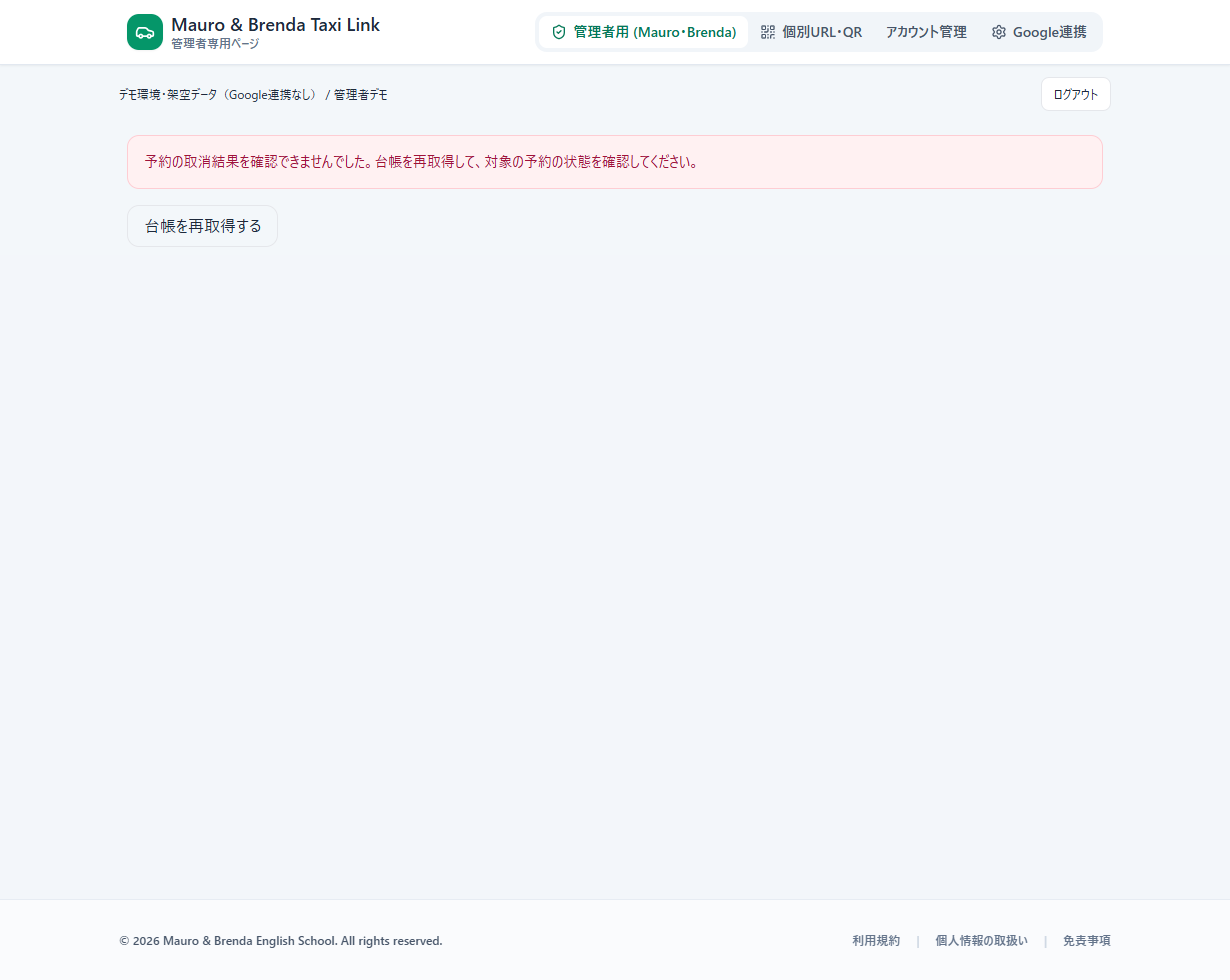 Mauro & Brenda Taxi Link
管理者専用ページ
管理者用 (Mauro・Brenda)
個別URL・QR
アカウント管理
Google連携
デモ環境・架空データ（Google連携なし） / 管理者デモ
ログアウト
予約の取消結果を確認できませんでした。台帳を再取得して、対象の予約の状態を確認してください。
台帳を再取得する
© 2026 Mauro & Brenda English School. All rights reserved.
利用規約 | 個人情報の取扱い | 免責事項